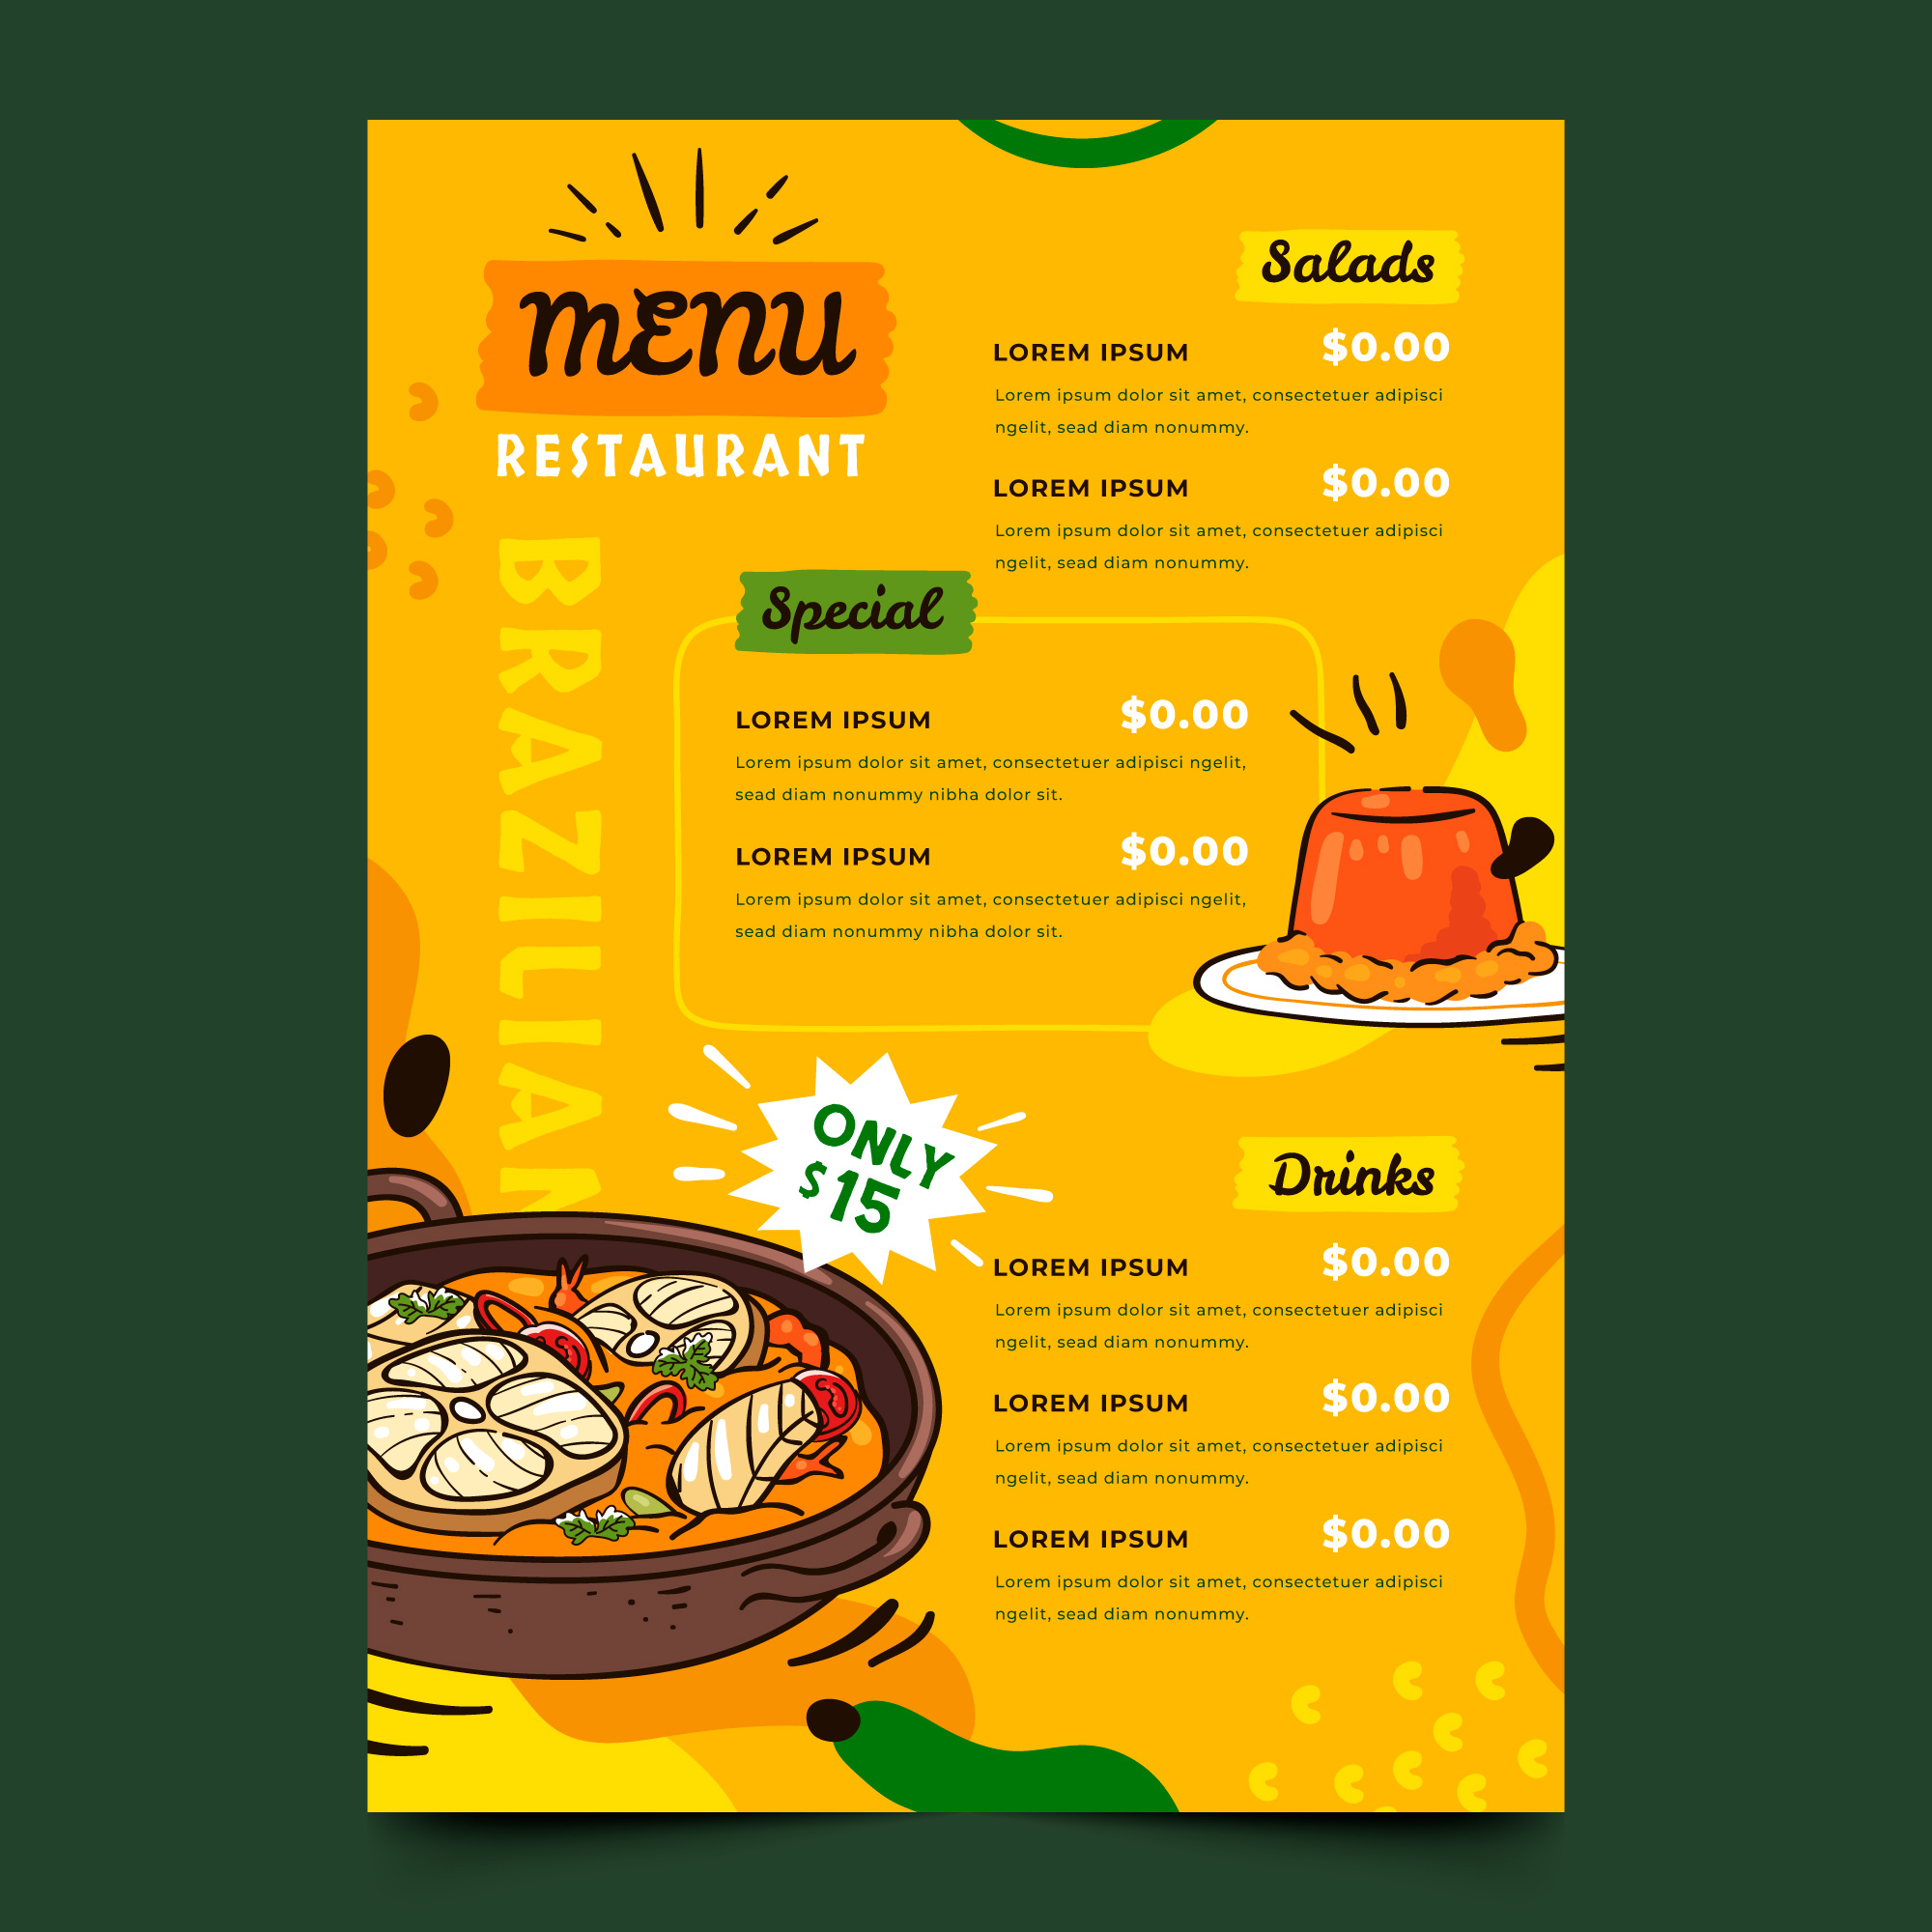 MENU
RESTAURANT
BRAZILIAN
Salads
LOREM IPSUM $0.00
Lorem ipsum dolor sit amet, consectetuer adipisci
ngelit, sead diam nonummy.
LOREM IPSUM $0.00
Lorem ipsum dolor sit amet, consectetuer adipisci
ngelit, sead diam nonummy.
Special
LOREM IPSUM $0.00
Lorem ipsum dolor sit amet, consectetuer adipisci ngelit,
sead diam nonummy nibha dolor sit.
LOREM IPSUM $0.00
Lorem ipsum dolor sit amet, consectetuer adipisci ngelit,
sead diam nonummy nibha dolor sit.
ONLY
$15
Drinks
LOREM IPSUM $0.00
Lorem ipsum dolor sit amet, consectetuer adipisci
ngelit, sead diam nonummy.
LOREM IPSUM $0.00
Lorem ipsum dolor sit amet, consectetuer adipisci
ngelit, sead diam nonummy.
LOREM IPSUM $0.00
Lorem ipsum dolor sit amet, consectetuer adipisci
ngelit, sead diam nonummy.